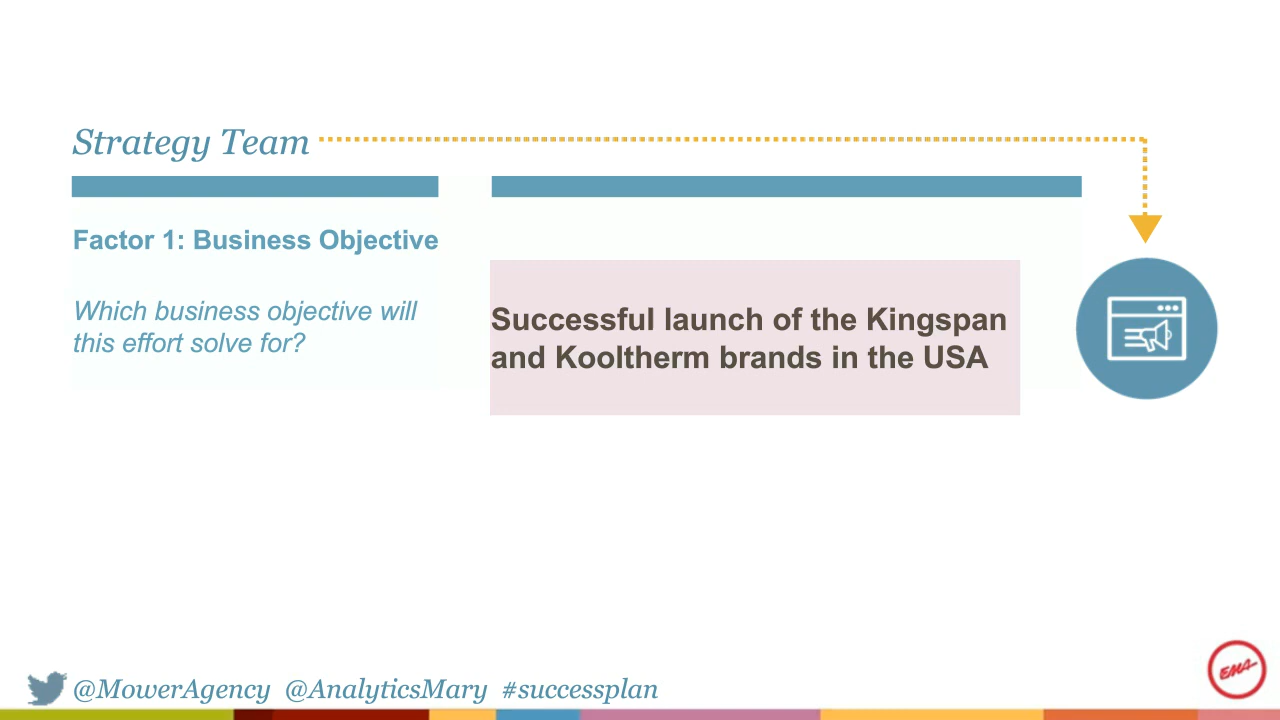 Strategy Team
Factor 1: Business Objective
Which business objective will
this effort solve for?
Successful launch of the Kingspan
and Kooltherm brands in the USA
@MowerAgency @AnalyticsMary #successplan
EMA